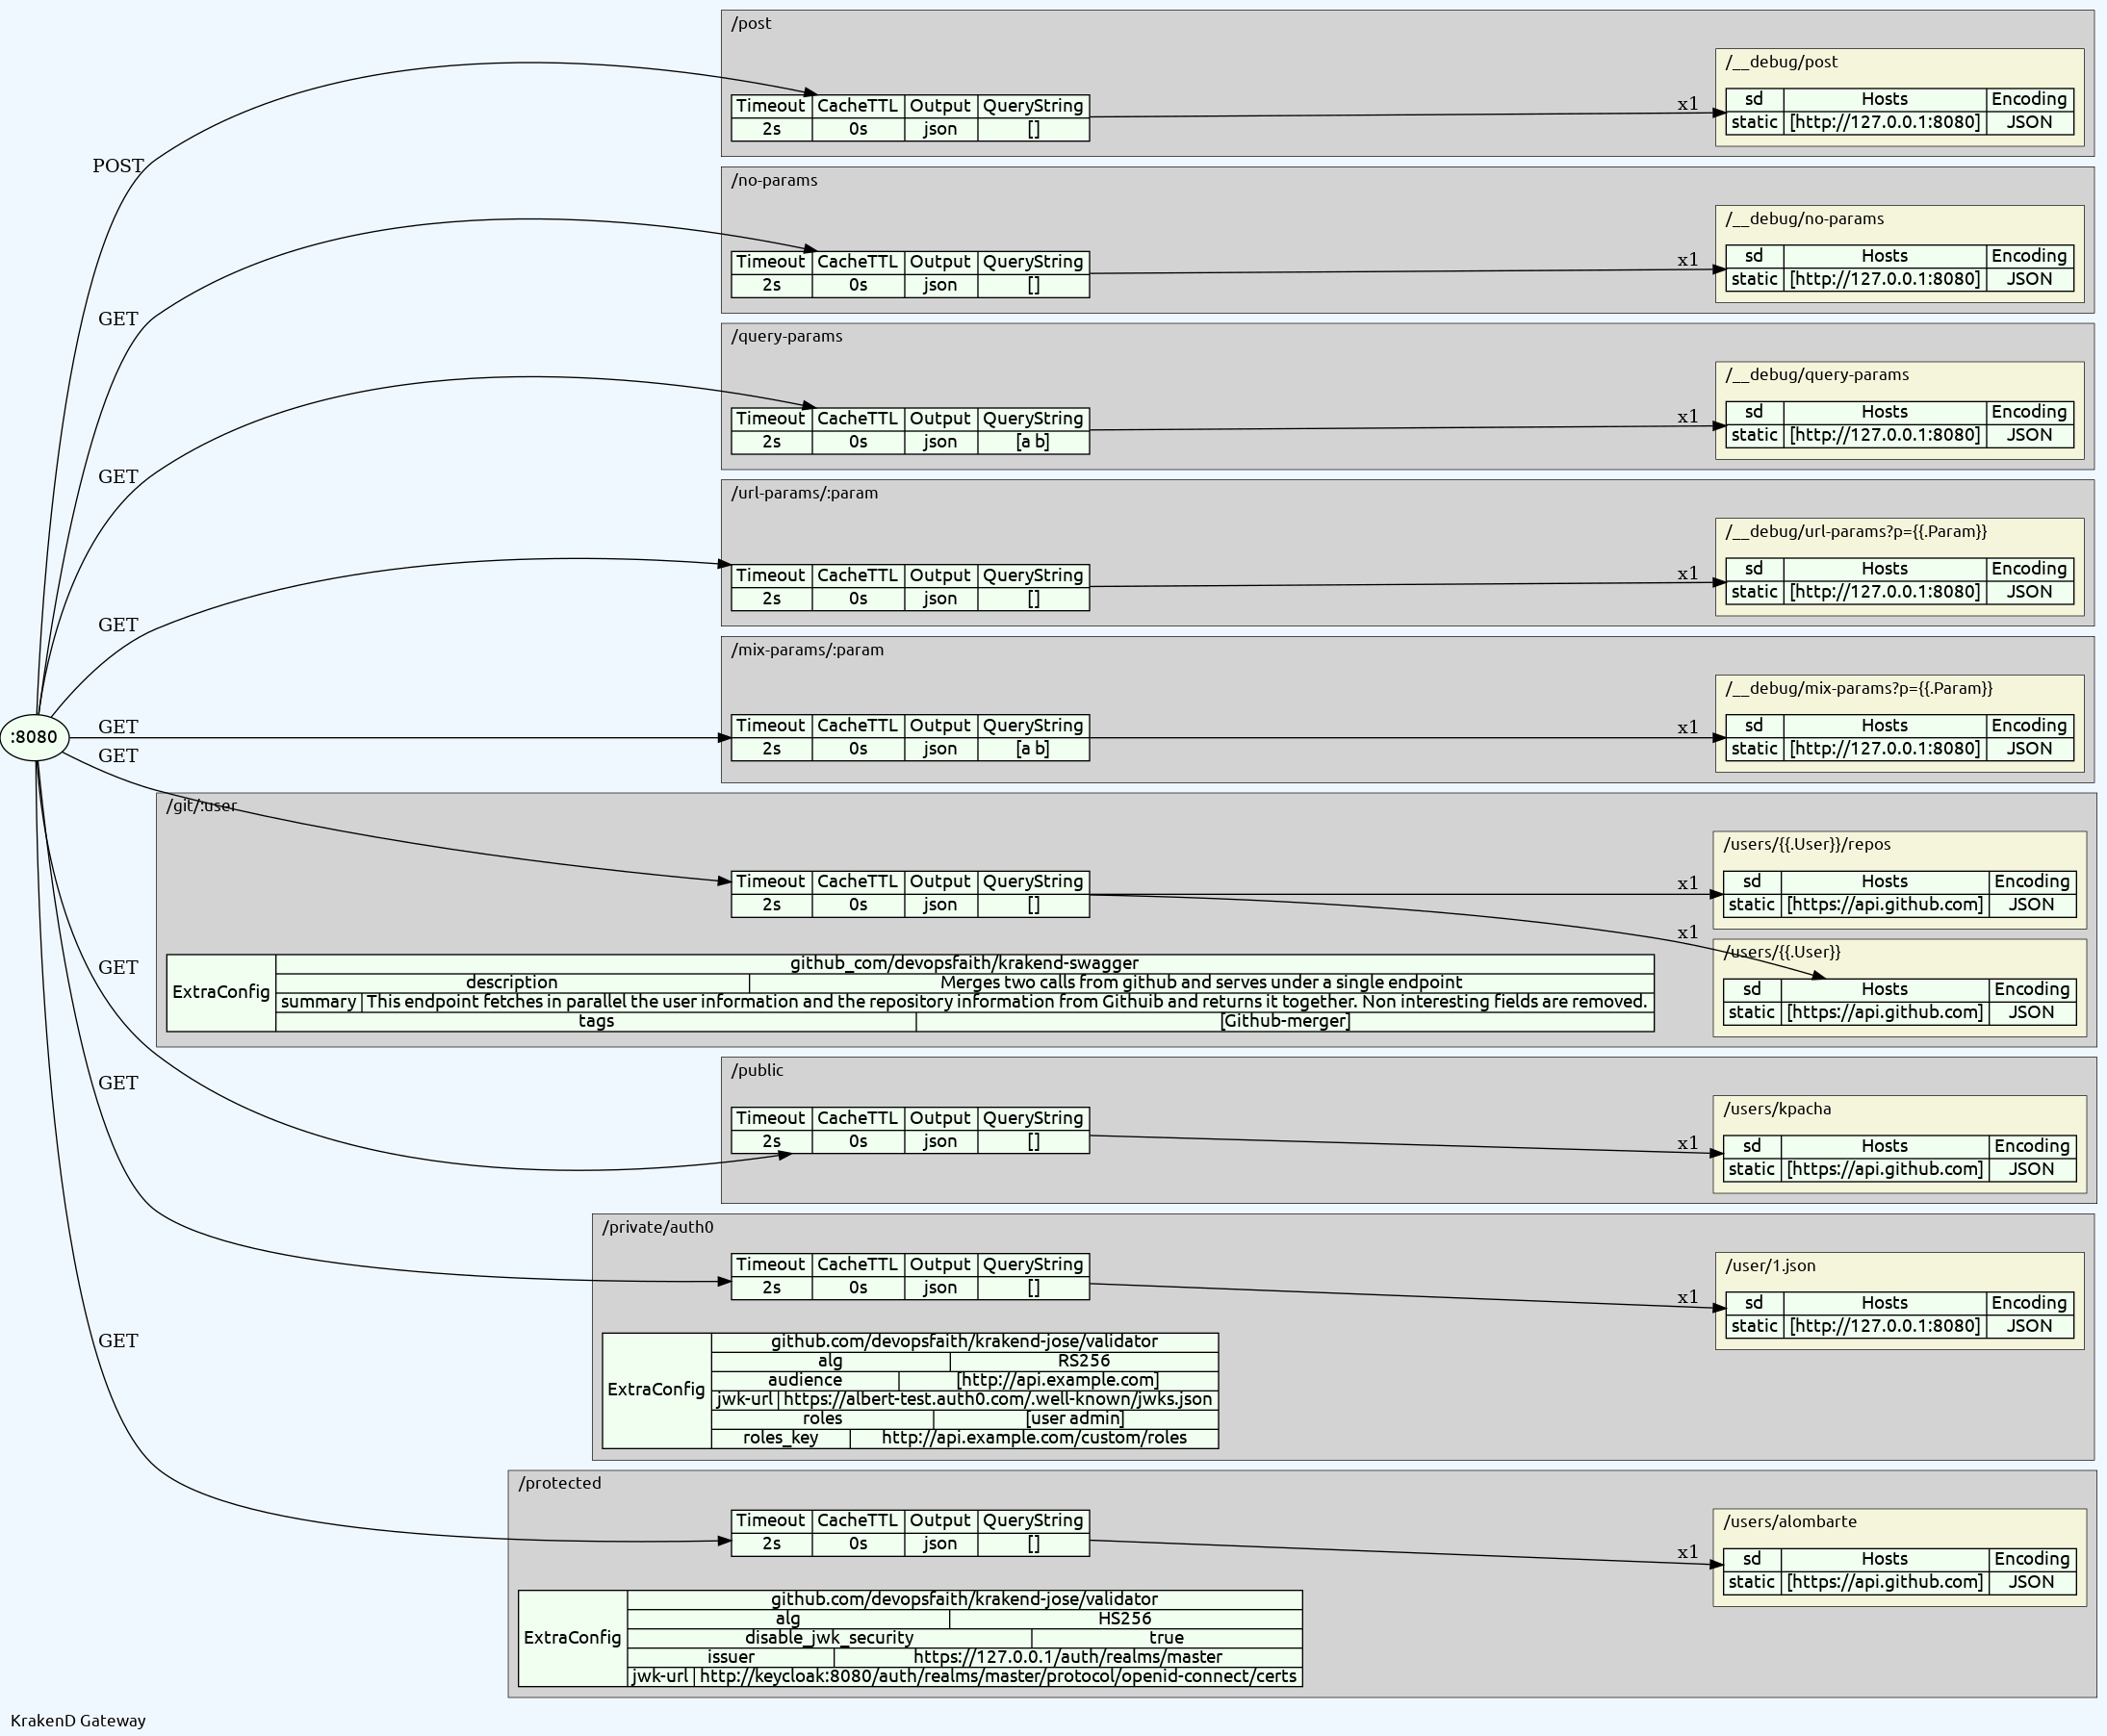 /post
/__debug/post
Timeout CacheTTL Output QueryString
2s 0s json []
x1
sd Hosts Encoding
static [http://127.0.0.1:8080] JSON
POST
/no-params
/__debug/no-params
Timeout CacheTTL Output QueryString
2s 0s json []
x1
sd Hosts Encoding
static [http://127.0.0.1:8080] JSON
GET
/query-params
/__debug/query-params
Timeout CacheTTL Output QueryString
2s 0s json [a b]
x1
sd Hosts Encoding
static [http://127.0.0.1:8080] JSON
GET
/url-params/:param
/__debug/url-params?p={{.Param}}
Timeout CacheTTL Output QueryString
2s 0s json []
x1
sd Hosts Encoding
static [http://127.0.0.1:8080] JSON
GET
/mix-params/:param
/__debug/mix-params?p={{.Param}}
:8080
GET
Timeout CacheTTL Output QueryString
2s 0s json [a b]
x1
sd Hosts Encoding
static [http://127.0.0.1:8080] JSON
GET
/git/:user
/users/{{.User}}/repos
Timeout CacheTTL Output QueryString
2s 0s json []
x1
sd Hosts Encoding
static [https://api.github.com] JSON
x1
/users/{{.User}}
sd Hosts Encoding
static [https://api.github.com] JSON
ExtraConfig
github_com/devopsfaith/krakend-swagger
description Merges two calls from github and serves under a single endpoint
summary This endpoint fetches in parallel the user information and the repository information from Githuib and returns it together. Non interesting fields are removed.
tags [Github-merger]
GET
/public
/users/kpacha
Timeout CacheTTL Output QueryString
2s 0s json []
x1
sd Hosts Encoding
static [https://api.github.com] JSON
GET
/private/auth0
/user/1.json
Timeout CacheTTL Output QueryString
2s 0s json []
x1
sd Hosts Encoding
static [http://127.0.0.1:8080] JSON
ExtraConfig
github.com/devopsfaith/krakend-jose/validator
alg RS256
audience [http://api.example.com]
jwk-url https://albert-test.auth0.com/.well-known/jwks.json
roles [user admin]
roles_key http://api.example.com/custom/roles
GET
/protected
/users/alombarte
Timeout CacheTTL Output QueryString
2s 0s json []
x1
sd Hosts Encoding
static [https://api.github.com] JSON
ExtraConfig
github.com/devopsfaith/krakend-jose/validator
alg HS256
disable_jwk_security true
issuer https://127.0.0.1/auth/realms/master
jwk-url http://keycloak:8080/auth/realms/master/protocol/openid-connect/certs
KrakenD Gateway